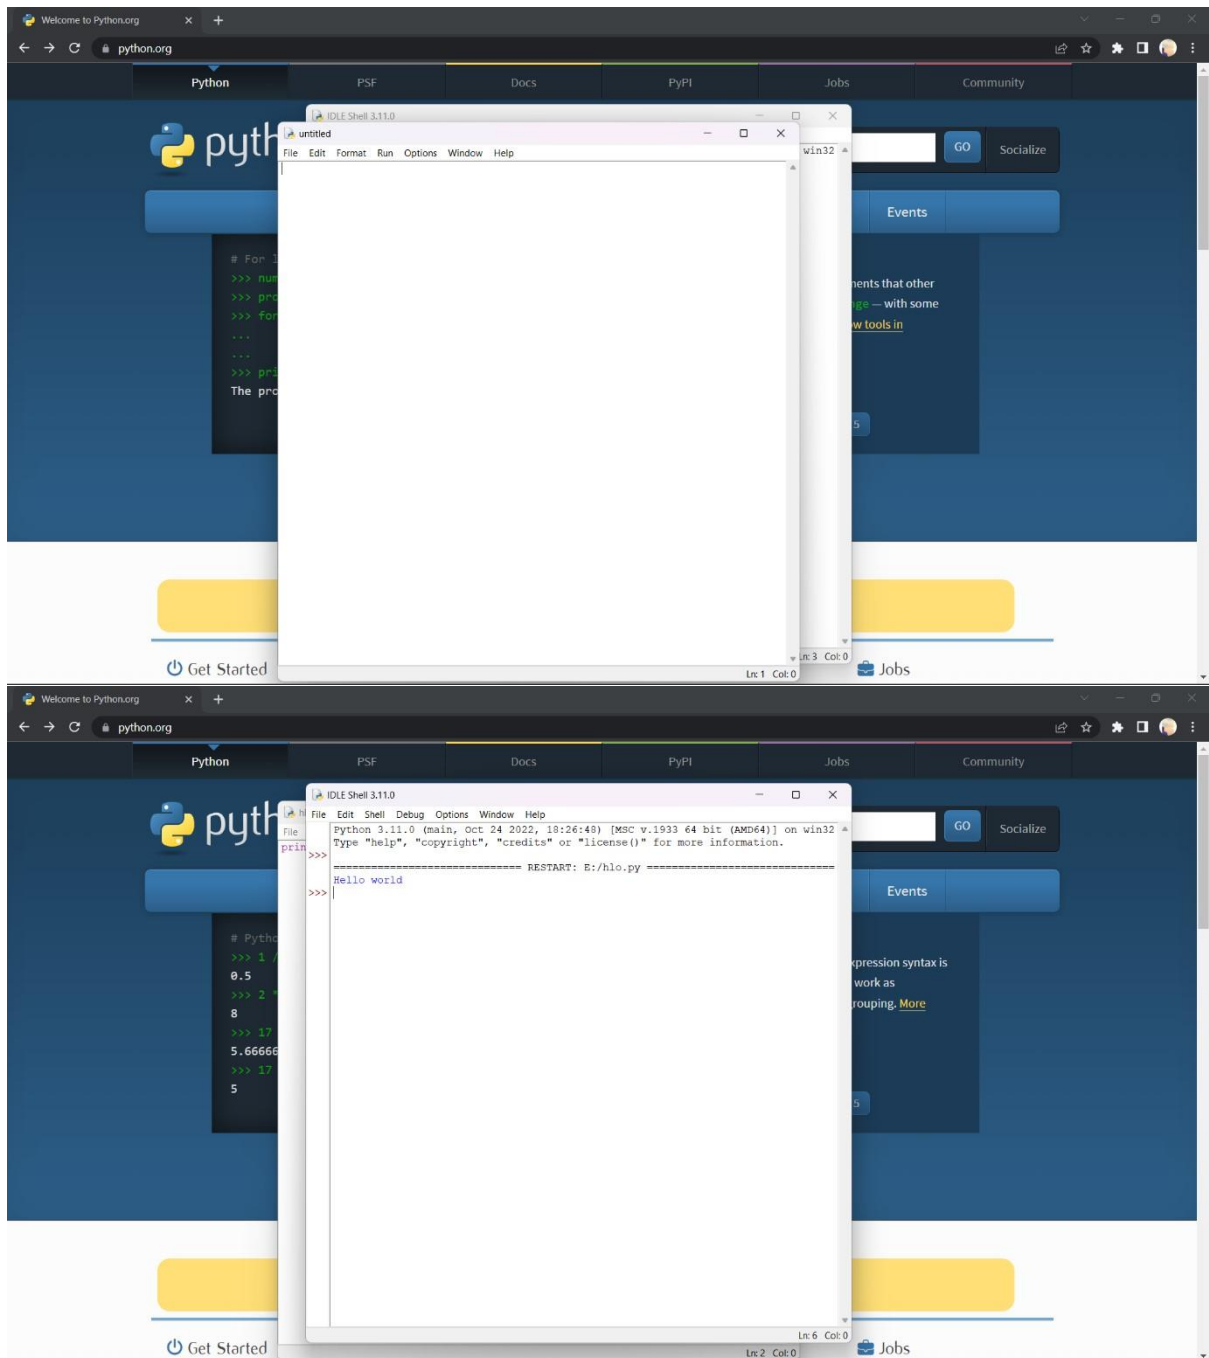 Welcome to Python.org
python.org
Python PSF Docs PyPI Jobs Community
IDLE Shell 3.11.0
untitled
File Edit Format Run Options Window Help
win32
GO Socialize
Events
# For
>>>
>>>
>>> for
...
...
>>>
The
that other
— with some
tools in
5
Ln: 3 Col: 0
Ln: 1 Col: 0
Get Started
Jobs
Welcome to Python.org
python.org
Python PSF Docs PyPI Jobs Community
IDLE Shell 3.11.0
File Edit Shell Debug Options Window Help
File
Python 3.11.0 (main, Oct 24 2022, 18:26:48) [MSC v.1933 64 bit (AMD64)] on win32
Type "help", "copyright", "credits" or "license()" for more information.
>>>
============================== RESTART: E:/hlo.py ==============================
Hello world
>>>
GO Socialize
Events
#
>>> 1 /
0.5
>>> 2 *
8
>>> 17
5.66666
>>> 17
5
syntax is
work as
More
5
Ln: 6 Col: 0
Ln: 2 Col: 0
Get Started
Jobs